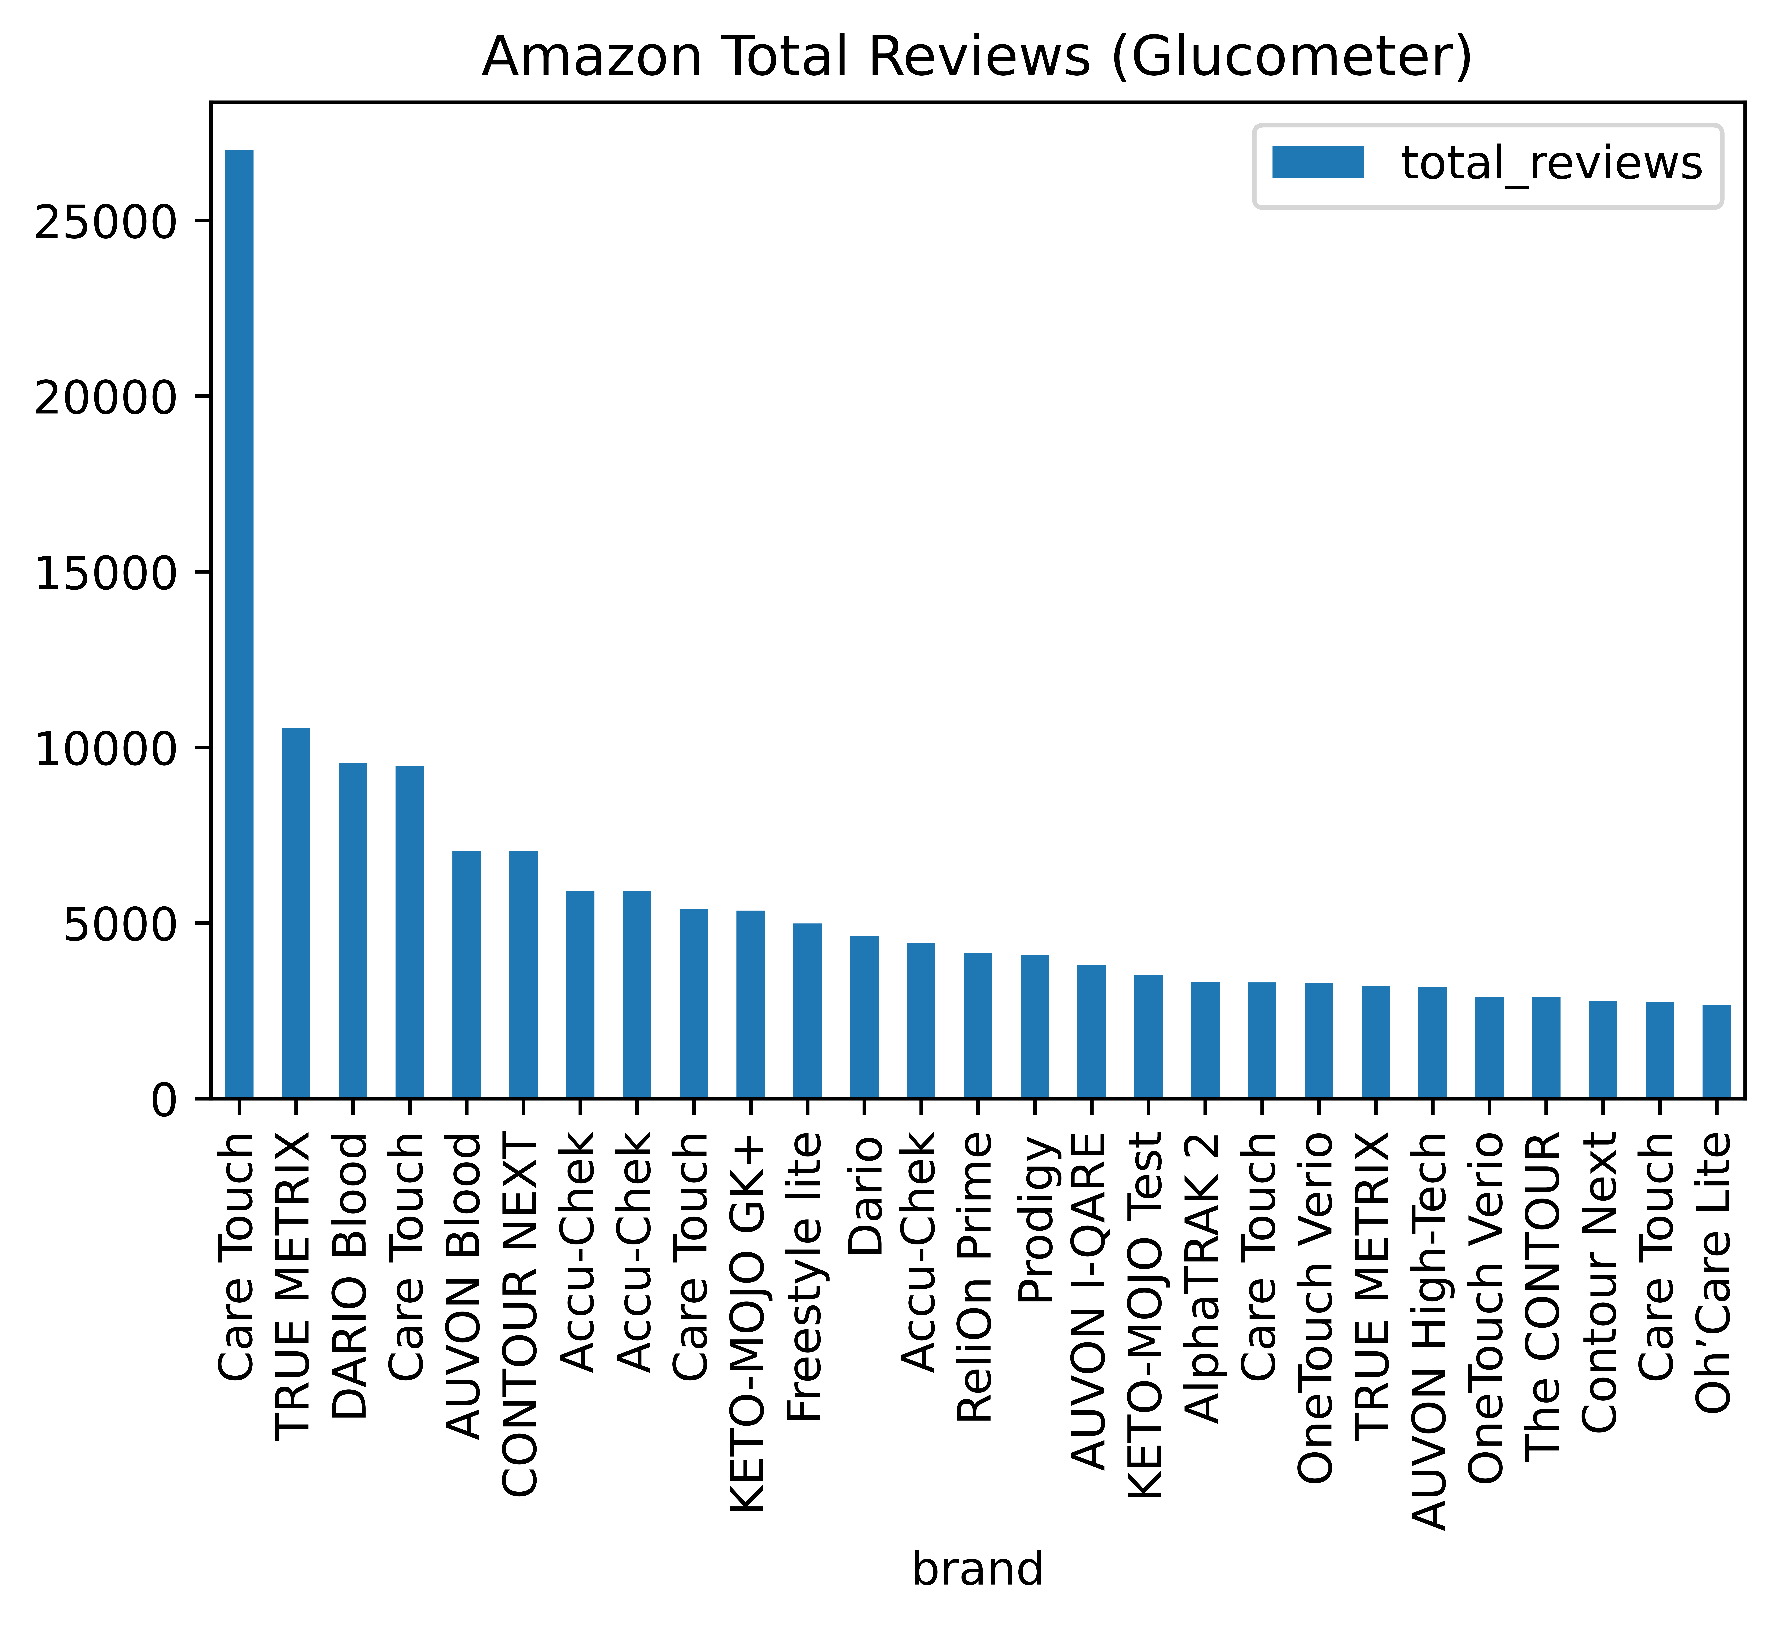 Amazon Total Reviews (Glucometer)
total_reviews
25000
20000
15000
10000
5000
0
Care Touch
TRUE METRIX
DARIO Blood
Care Touch
AUVON Blood
CONTOUR NEXT
Accu-Chek
Accu-Chek
Care Touch
KETO-MOJO GK+
Freestyle lite
Dario
Accu-Chek
ReliOn Prime
Prodigy
AUVON I-QARE
KETO-MOJO Test
AlphaTRAK 2
Care Touch
OneTouch Verio
TRUE METRIX
AUVON High-Tech
OneTouch Verio
The CONTOUR
Contour Next
Care Touch
Oh’Care Lite
brand